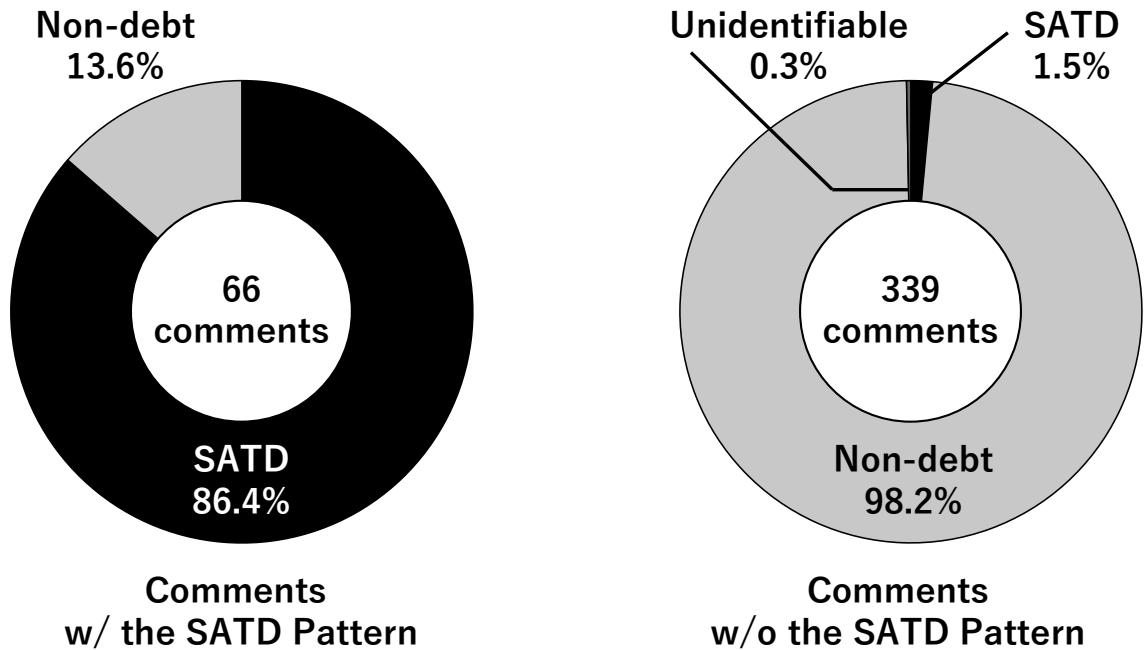 Non-debt
13.6%
66
comments
SATD
86.4%
Comments
w/ the SATD Pattern
Unidentifiable
0.3%
SATD
1.5%
339
comments
Non-debt
98.2%
Comments
w/o the SATD Pattern